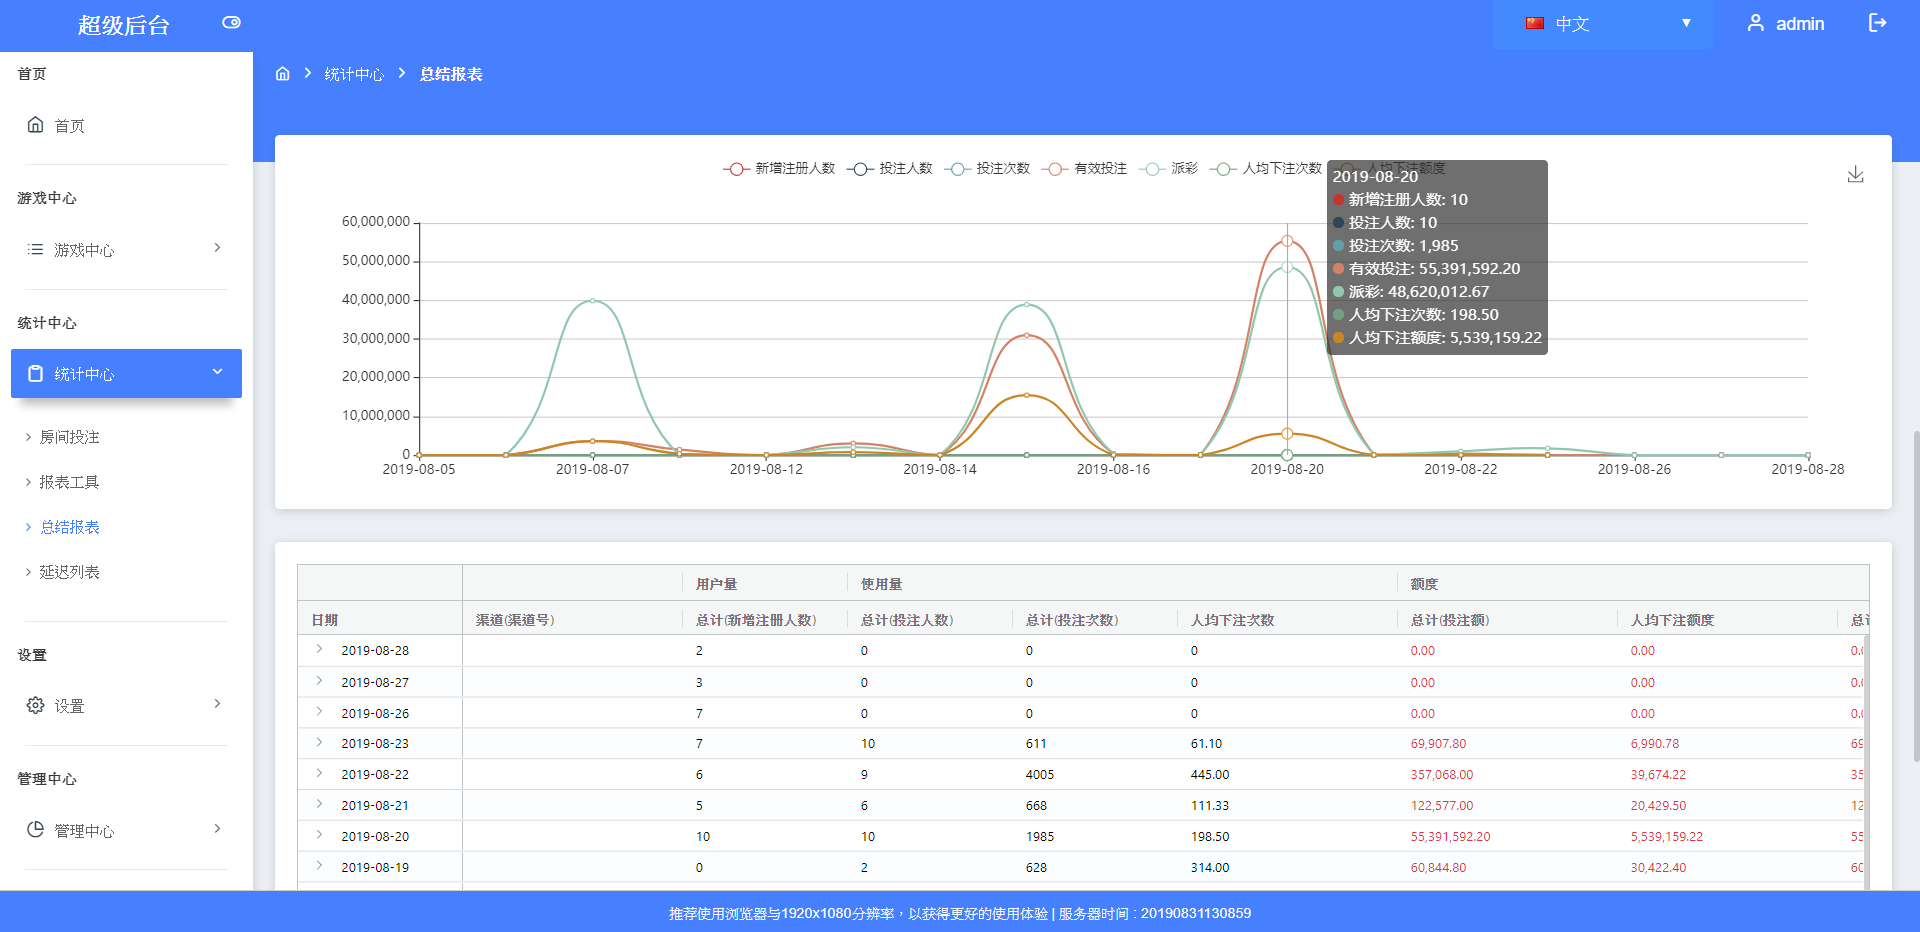 超级后台
中文
admin
首页
首页
游戏中心
游戏中心
统计中心
统计中心
房间投注
报表工具
总结报表
延迟列表
设置
设置
管理中心
管理中心
统计中心
总结报表
新增注册人数 投注人数 投注次数 有效投注 派彩 人均下注次数 人均下注额度
60,000,000
50,000,000
40,000,000
30,000,000
20,000,000
10,000,000
0
2019-08-05 2019-08-07 2019-08-12 2019-08-14 2019-08-16 2019-08-20 2019-08-22 2019-08-26 2019-08-28
2019-08-20
新增注册人数: 10
投注人数: 10
投注次数: 1,985
有效投注: 55,391,592.20
派彩: 48,620,012.67
人均下注次数: 198.50
人均下注额度: 5,539,159.22
用户量 使用量 额度
日期 渠道(渠道号) 总计(新增注册人数) 总计(投注人数) 总计(投注次数) 人均下注次数 总计(投注额) 人均下注额度
2019-08-28 2 0 0 0 0.00 0.00
2019-08-27 3 0 0 0 0.00 0.00
2019-08-26 7 0 0 0 0.00 0.00
2019-08-23 7 10 611 61.10 69,907.80 6,990.78
2019-08-22 6 9 4005 445.00 357,068.00 39,674.22
2019-08-21 5 6 668 111.33 122,577.00 20,429.50
2019-08-20 10 10 1985 198.50 55,391,592.20 5,539,159.22
2019-08-19 0 2 628 314.00 60,844.80 30,422.40
推荐使用浏览器与1920x1080分辨率，以获得更好的使用体验 | 服务器时间 : 20190831130859